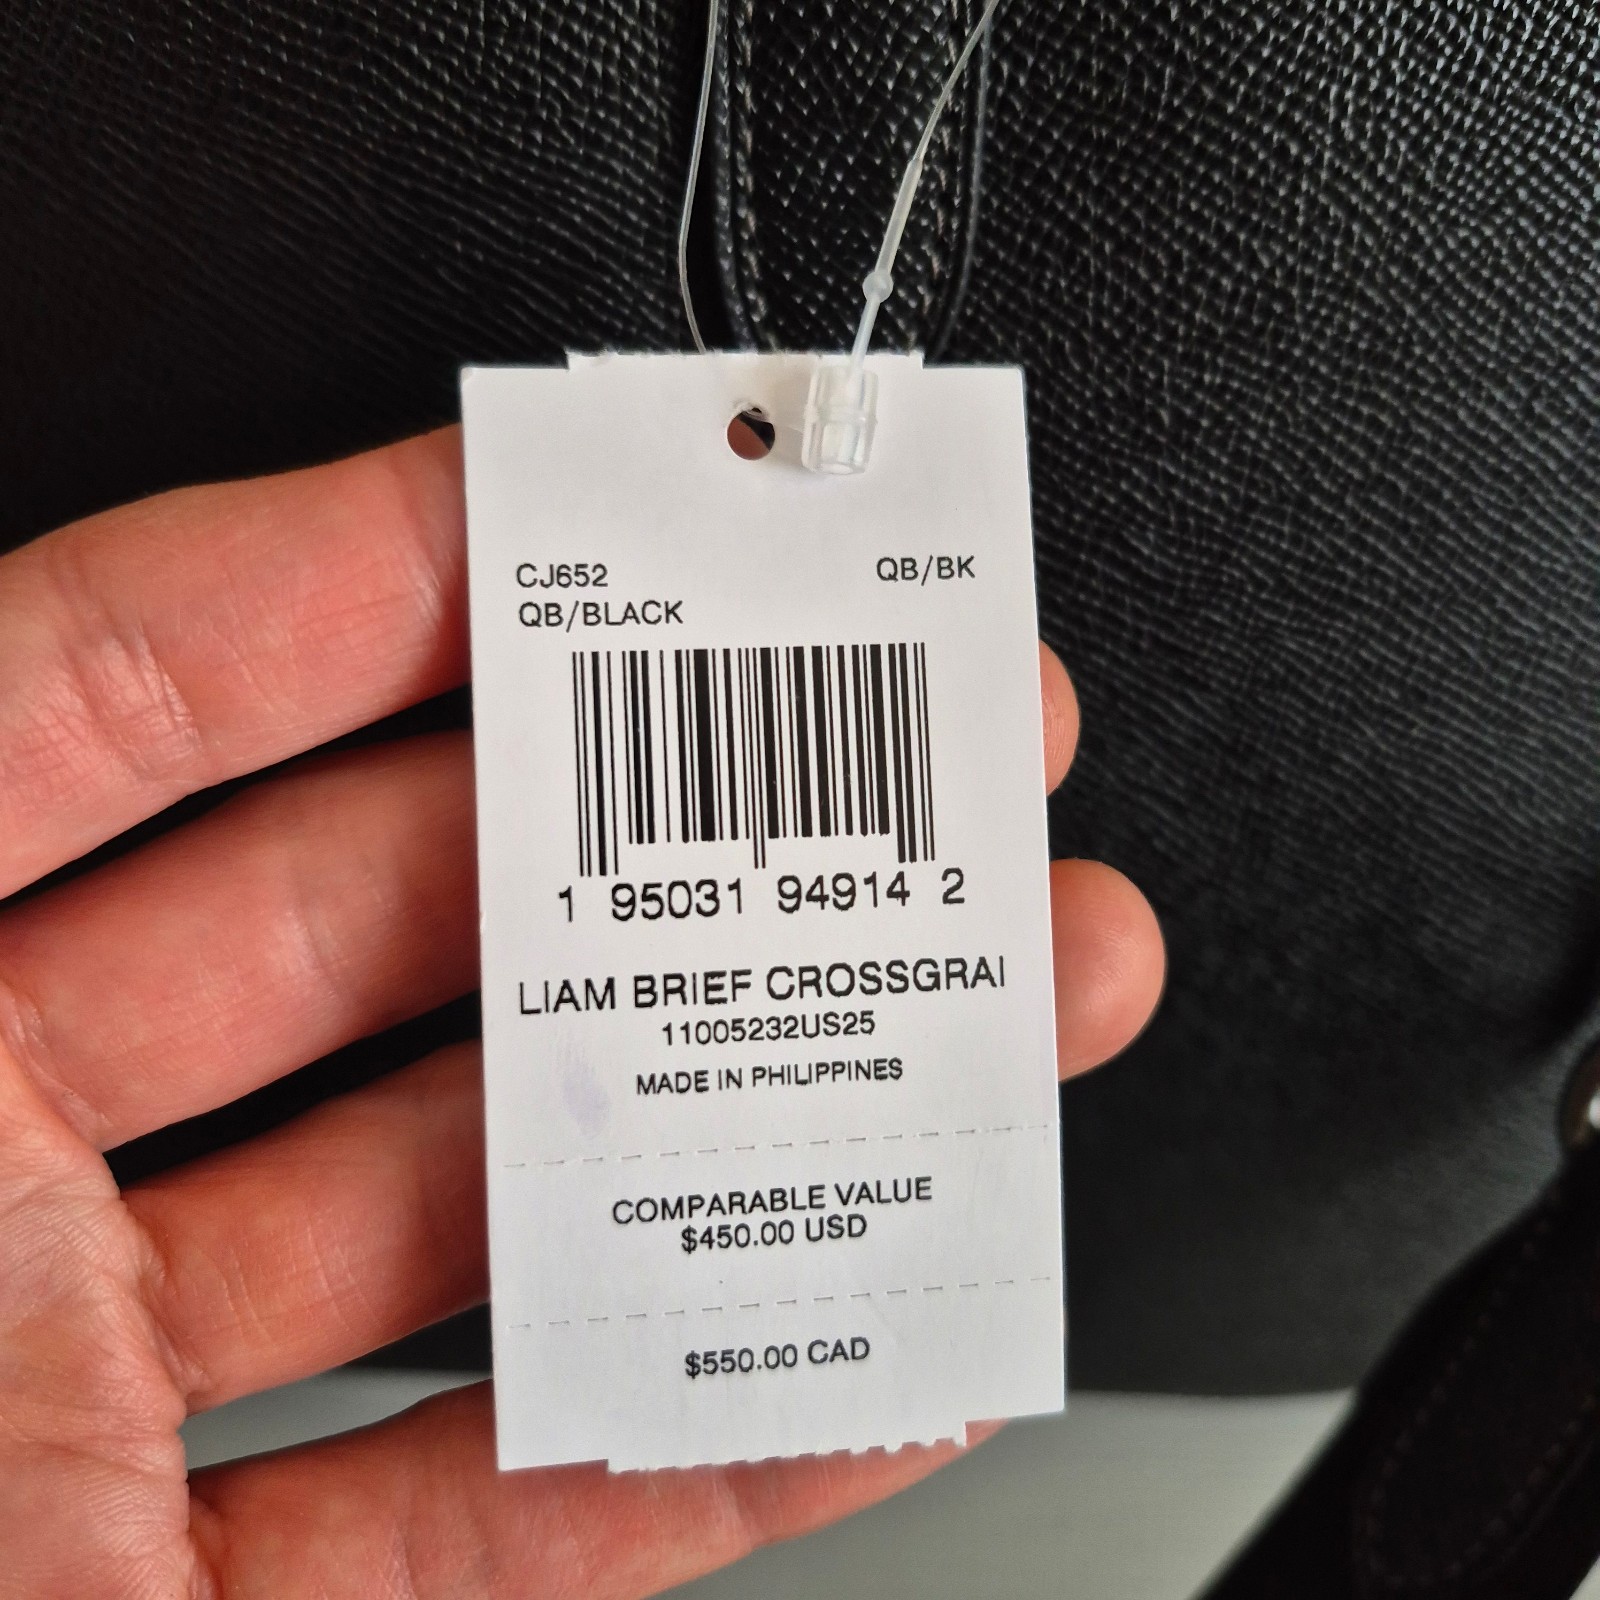 CJ652 QB/BK
QB/BLACK
1 95031 94914 2
LIAM BRIEF CROSSGRAI
11005232US25
MADE IN PHILIPPINES
COMPARABLE VALUE
$450.00 USD
$550.00 CAD